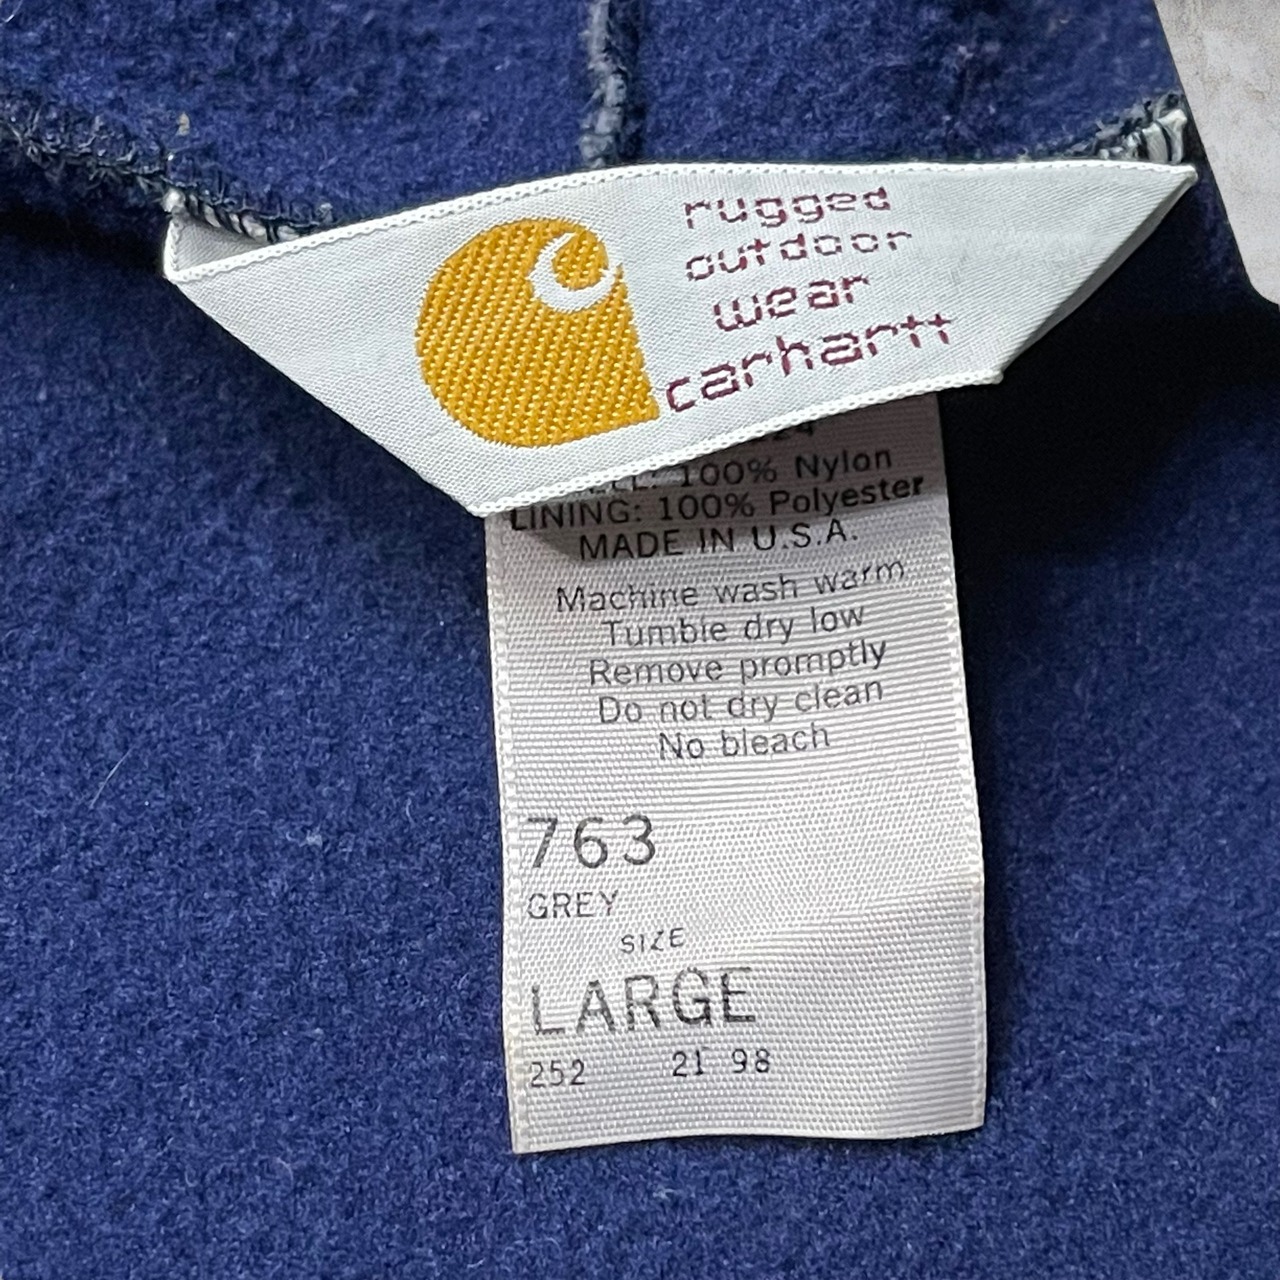 rugged
outdoor
wear
carhartt
24
100% Nylon
LINING: 100% Polyester
MADE IN U.S.A.
Machine wash warm
Tumble dry low
Remove promptly
Do not dry clean
No bleach
763
GREY
SIZE
LARGE
252 21 98